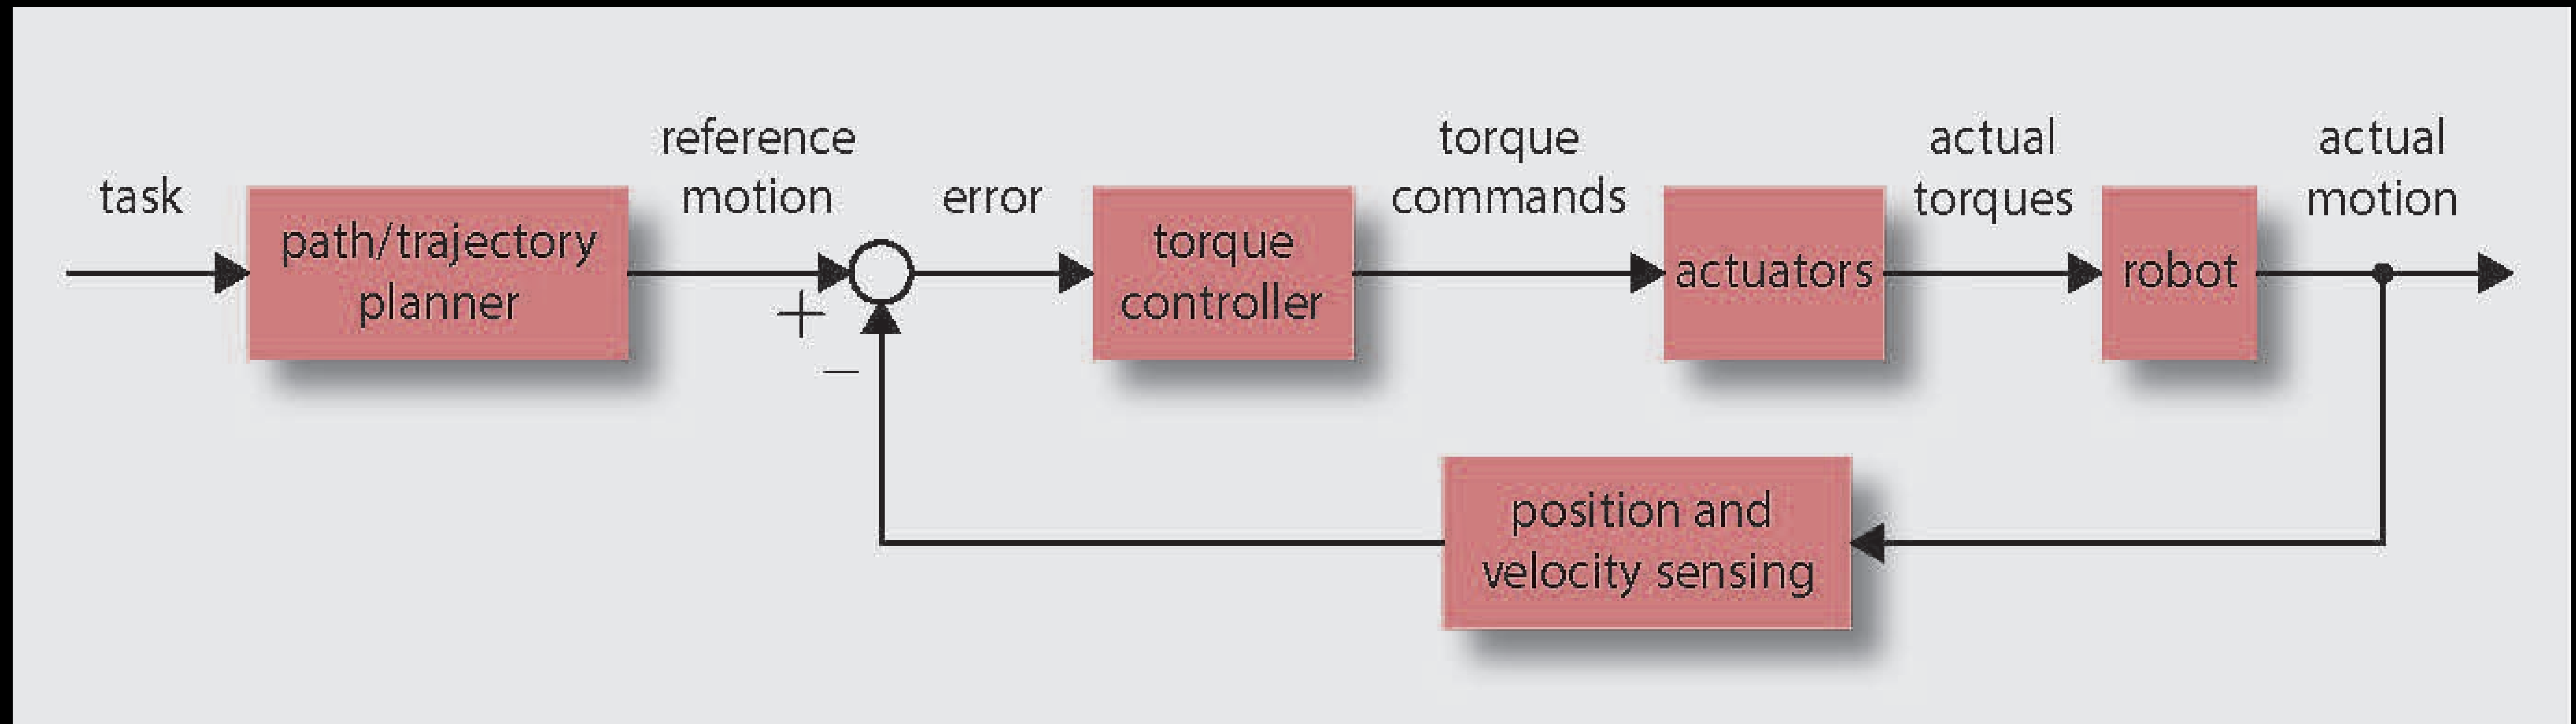 task
path/trajectory
planner
reference
motion
+
–
error
torque
controller
torque
commands
actuators
actual
torques
robot
actual
motion
position and
velocity sensing